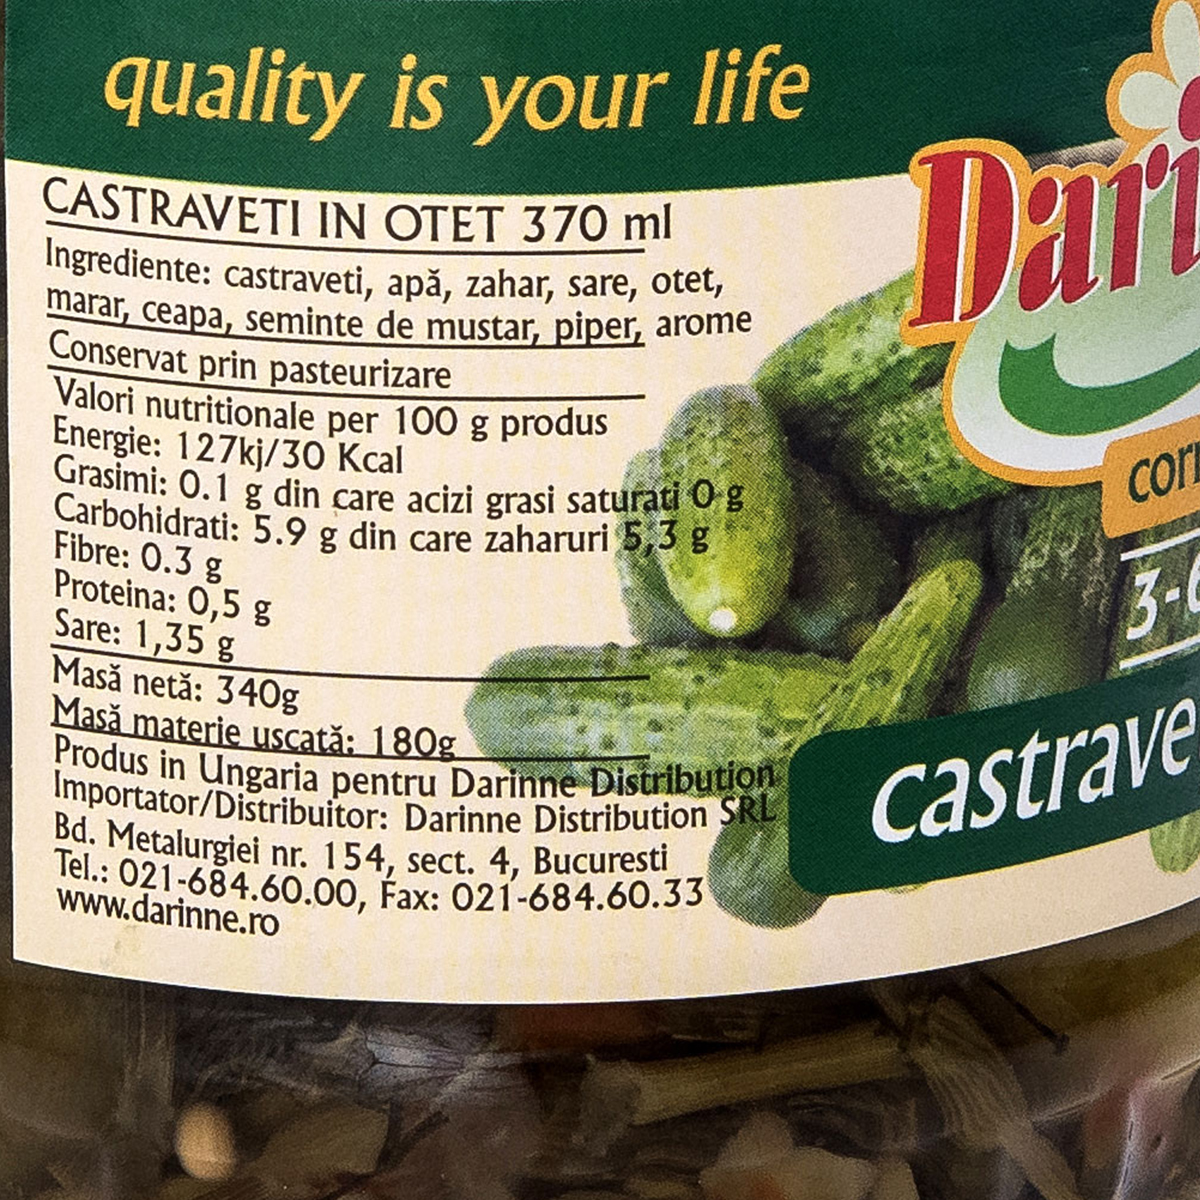 quality is your life
CASTRAVETI IN OTET 370 ml
Ingrediente: castraveti, apă, zahar, sare, otet,
marar, ceapa, seminte de mustar, piper, arome
Conservat prin pasteurizare
Valori nutritionale per 100 g produs
Energie: 127kj/30 Kcal
Grasimi: 0.1 g din care acizi grasi saturati 0 g
Carbohidrati: 5.9 g din care zaharuri 5,3 g
Fibre: 0.3 g
Proteina: 0,5 g
Sare: 1,35 g
Masă netă: 340g
Masă materie uscată: 180g
Produs in Ungaria pentru Darinne Distribution
Importator/Distribuitor: Darinne Distribution SRL
Bd. Metalurgiei nr. 154, sect. 4, Bucuresti
Tel.: 021-684.60.00, Fax: 021-684.60.33
www.darinne.ro
Dari
corn
3-6
castrave